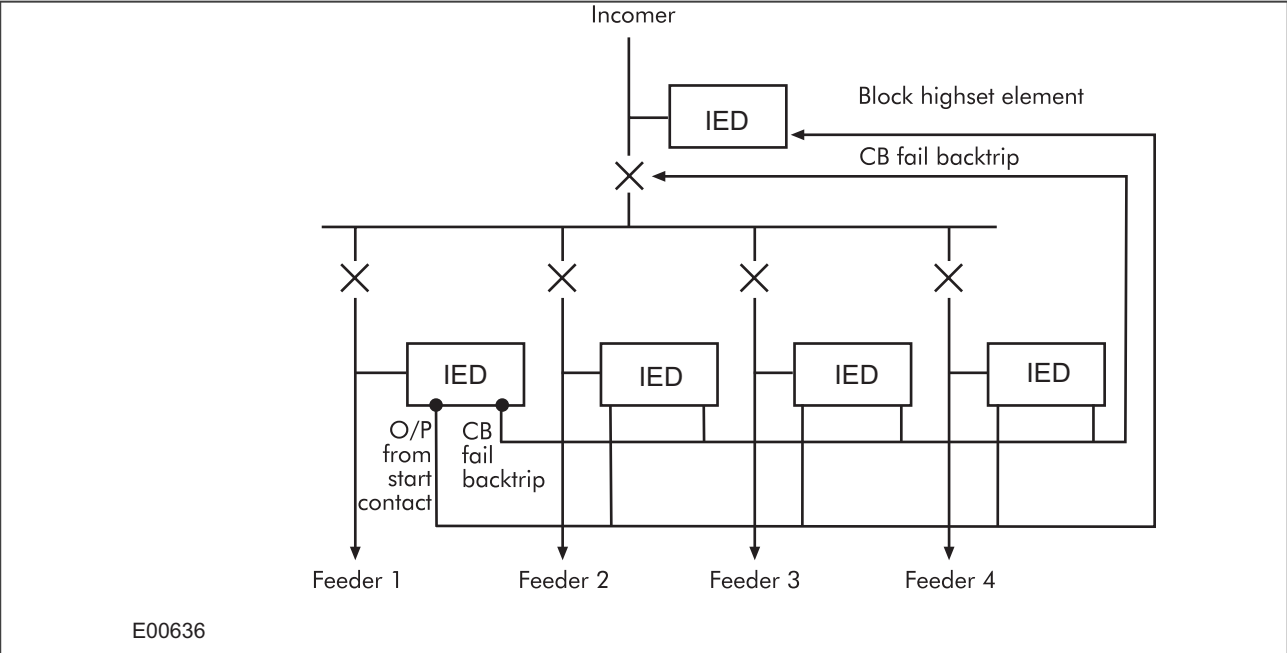 Incomer
IED
Block highset element
CB fail backtrip
IED
IED
IED
IED
O/P
from
start
contact
CB
fail
backtrip
Feeder 1
Feeder 2
Feeder 3
Feeder 4
E00636